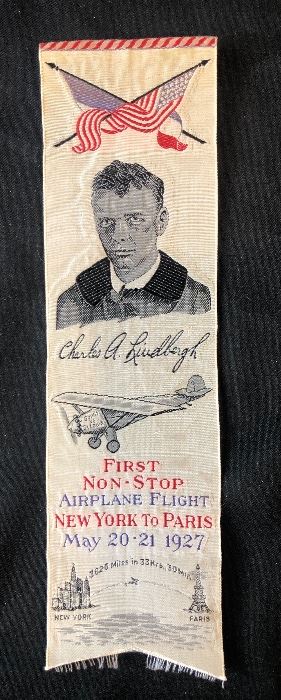 Charles A. Lindbergh
FIRST
NON-STOP
AIRPLANE FLIGHT
NEW YORK TO PARIS
May 20-21 1927
3626 Miles in 33 Hrs. 30 Min.
NEW YORK
PARIS